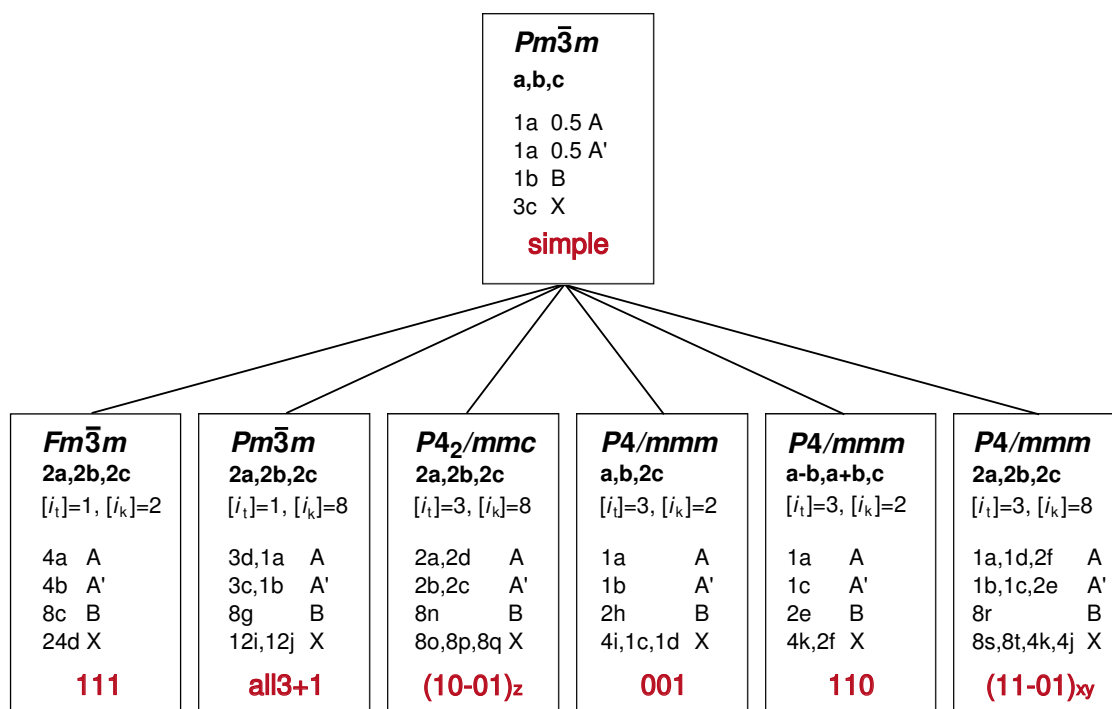 Pm3̅m
a,b,c
1a 0.5 A
1a 0.5 A'
1b B
3c X
simple
Fm3̅m
2a,2b,2c
[it]=1, [ik]=2
4a A
4b A'
8c B
24d X
111
Pm3̅m
2a,2b,2c
[it]=1, [ik]=8
3d,1a A
3c,1b A'
8g B
12i,12j X
all3+1
P42/mmc
2a,2b,2c
[it]=3, [ik]=8
2a,2d A
2b,2c A'
8n B
8o,8p,8q X
(10-01)z
P4/mmm
a,b,2c
[it]=3, [ik]=2
1a A
1b A'
2h B
4i,1c,1d X
001
P4/mmm
a-b,a+b,c
[it]=3, [ik]=2
1a A
1c A'
2e B
4k,2f X
110
P4/mmm
2a,2b,2c
[it]=3, [ik]=8
1a,1d,2f A
1b,1c,2e A'
8r B
8s,8t,4k,4j X
(11-01)xy